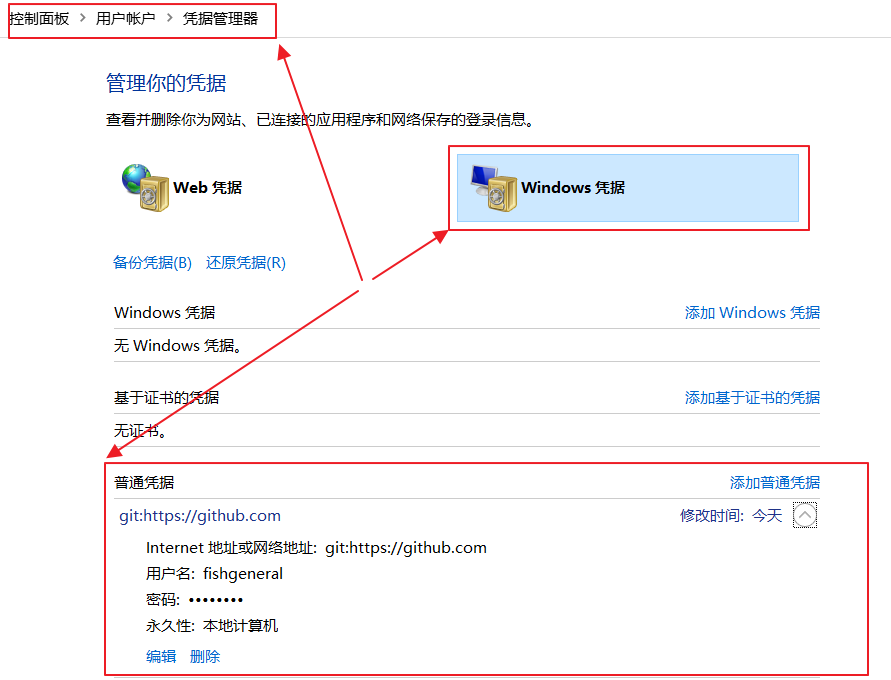 控制面板 > 用户帐户 > 凭据管理器
管理你的凭据
查看并删除你为网站、已连接的应用程序和网络保存的登录信息。
Web 凭据 Windows 凭据
备份凭据(B) 还原凭据(R)
Windows 凭据 添加 Windows 凭据
无 Windows 凭据。
基于证书的凭据 添加基于证书的凭据
无证书。
普通凭据 添加普通凭据
git:https://github.com 修改时间: 今天
Internet 地址或网络地址: git:https://github.com
用户名: fishgeneral
密码: ••••••••
永久性: 本地计算机
编辑 删除